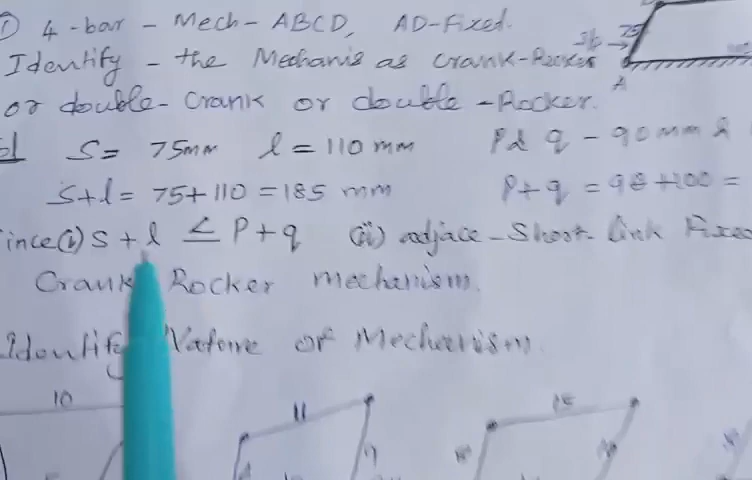 ① 4-bar - Mech- ABCD, AD-Fixed.
Identify - the Mechanis as Crank-Rocker
or double-Crank or double-Rocker.
75
A
S= 75mm l = 110 mm P & q - 90mm &
S+l= 75+110 =185 mm P+q = 90+100 =
ince(i) S + l ≤ P+q (ii) adjace-Short-link Fixed
Crank Rocker mechanism.
Identify Nature of Mechanism.
10
11
15